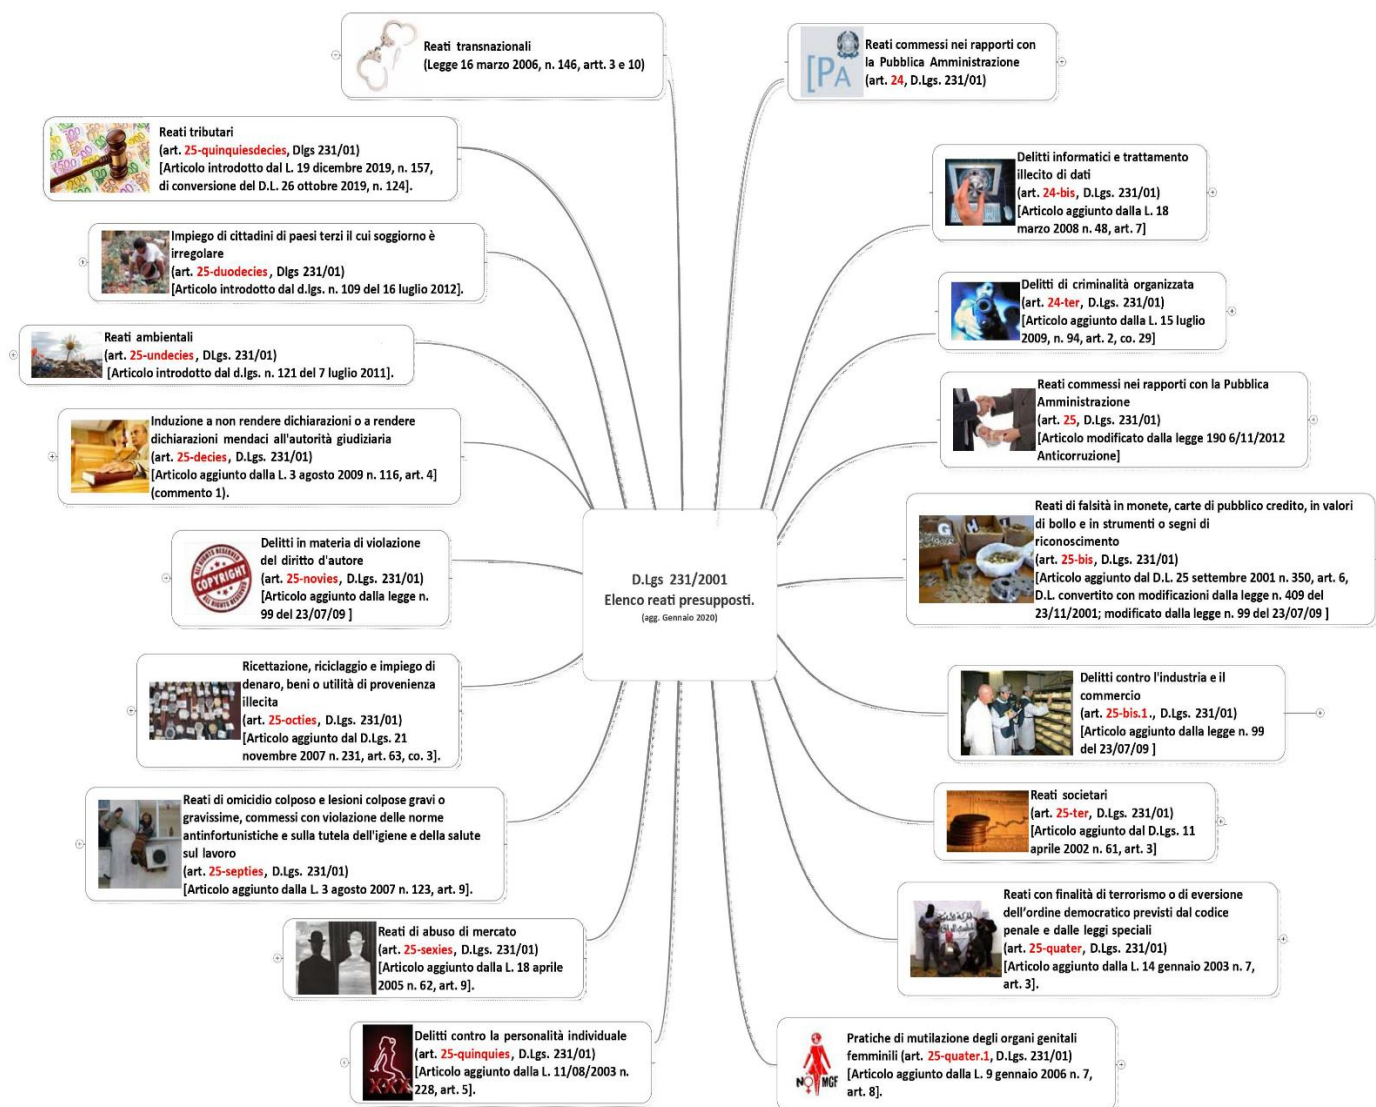 Reati transnazionali
(Legge 16 marzo 2006, n. 146, artt. 3 e 10)
[PA
Reati commessi nei rapporti con
la Pubblica Amministrazione
(art. 24, D.Lgs. 231/01)
Reati tributari
(art. 25-quinquiesdecies, Dlgs 231/01)
[Articolo introdotto dal L. 19 dicembre 2019, n. 157,
di conversione del D.L. 26 ottobre 2019, n. 124].
Delitti informatici e trattamento
illecito di dati
(art. 24-bis, D.Lgs. 231/01)
[Articolo aggiunto dalla L. 18
marzo 2008 n. 48, art. 7]
Impiego di cittadini di paesi terzi il cui soggiorno è
irregolare
(art. 25-duodecies, Dlgs 231/01)
[Articolo introdotto dal d.lgs. n. 109 del 16 luglio 2012].
Delitti di criminalità organizzata
(art. 24-ter, D.Lgs. 231/01)
[Articolo aggiunto dalla L. 15 luglio
2009, n. 94, art. 2, co. 29]
Reati ambientali
(art. 25-undecies, DLgs. 231/01)
[Articolo introdotto dal d.lgs. n. 121 del 7 luglio 2011].
Reati commessi nei rapporti con la Pubblica
Amministrazione
(art. 25, D.Lgs. 231/01)
[Articolo modificato dalla legge 190 6/11/2012
Anticorruzione]
Induzione a non rendere dichiarazioni o a rendere
dichiarazioni mendaci all'autorità giudiziaria
(art. 25-decies, D.Lgs. 231/01)
[Articolo aggiunto dalla L. 3 agosto 2009 n. 116, art. 4]
(commento 1).
G H I
Reati di falsità in monete, carte di pubblico credito, in valori
di bollo e in strumenti o segni di
riconoscimento
(art. 25-bis, D.Lgs. 231/01)
[Articolo aggiunto dal D.L. 25 settembre 2001 n. 350, art. 6,
D.L. convertito con modificazioni dalla legge n. 409 del
23/11/2001; modificato dalla legge n. 99 del 23/07/09 ]
ALL RIGHTS RESERVED
COPYRIGHT
ALL RIGHTS RESERVED
Delitti in materia di violazione
del diritto d'autore
(art. 25-novies, D.Lgs. 231/01)
[Articolo aggiunto dalla legge n.
99 del 23/07/09 ]
D.Lgs 231/2001
Elenco reati presupposti.
(agg. Gennaio 2020)
Ricettazione, riciclaggio e impiego di
denaro, beni o utilità di provenienza
illecita
(art. 25-octies, D.Lgs. 231/01)
[Articolo aggiunto dal D.Lgs. 21
novembre 2007 n. 231, art. 63, co. 3].
Delitti contro l'industria e il
commercio
(art. 25-bis.1., D.Lgs. 231/01)
[Articolo aggiunto dalla legge n. 99
del 23/07/09 ]
Reati di omicidio colposo e lesioni colpose gravi o
gravissime, commessi con violazione delle norme
antinfortunistiche e sulla tutela dell'igiene e della salute
sul lavoro
(art. 25-septies, D.Lgs. 231/01)
[Articolo aggiunto dalla L. 3 agosto 2007 n. 123, art. 9].
Reati societari
(art. 25-ter, D.Lgs. 231/01)
[Articolo aggiunto dal D.Lgs. 11
aprile 2002 n. 61, art. 3]
Reati con finalità di terrorismo o di eversione
dell'ordine democratico previsti dal codice
penale e dalle leggi speciali
(art. 25-quater, D.Lgs. 231/01)
[Articolo aggiunto dalla L. 14 gennaio 2003 n. 7,
art. 3].
Reati di abuso di mercato
(art. 25-sexies, D.Lgs. 231/01)
[Articolo aggiunto dalla L. 18 aprile
2005 n. 62, art. 9].
XXX
Delitti contro la personalità individuale
(art. 25-quinquies, D.Lgs. 231/01)
[Articolo aggiunto dalla L. 11/08/2003 n.
228, art. 5].
NO MGF
Pratiche di mutilazione degli organi genitali
femminili (art. 25-quater.1, D.Lgs. 231/01)
[Articolo aggiunto dalla L. 9 gennaio 2006 n. 7,
art. 8].